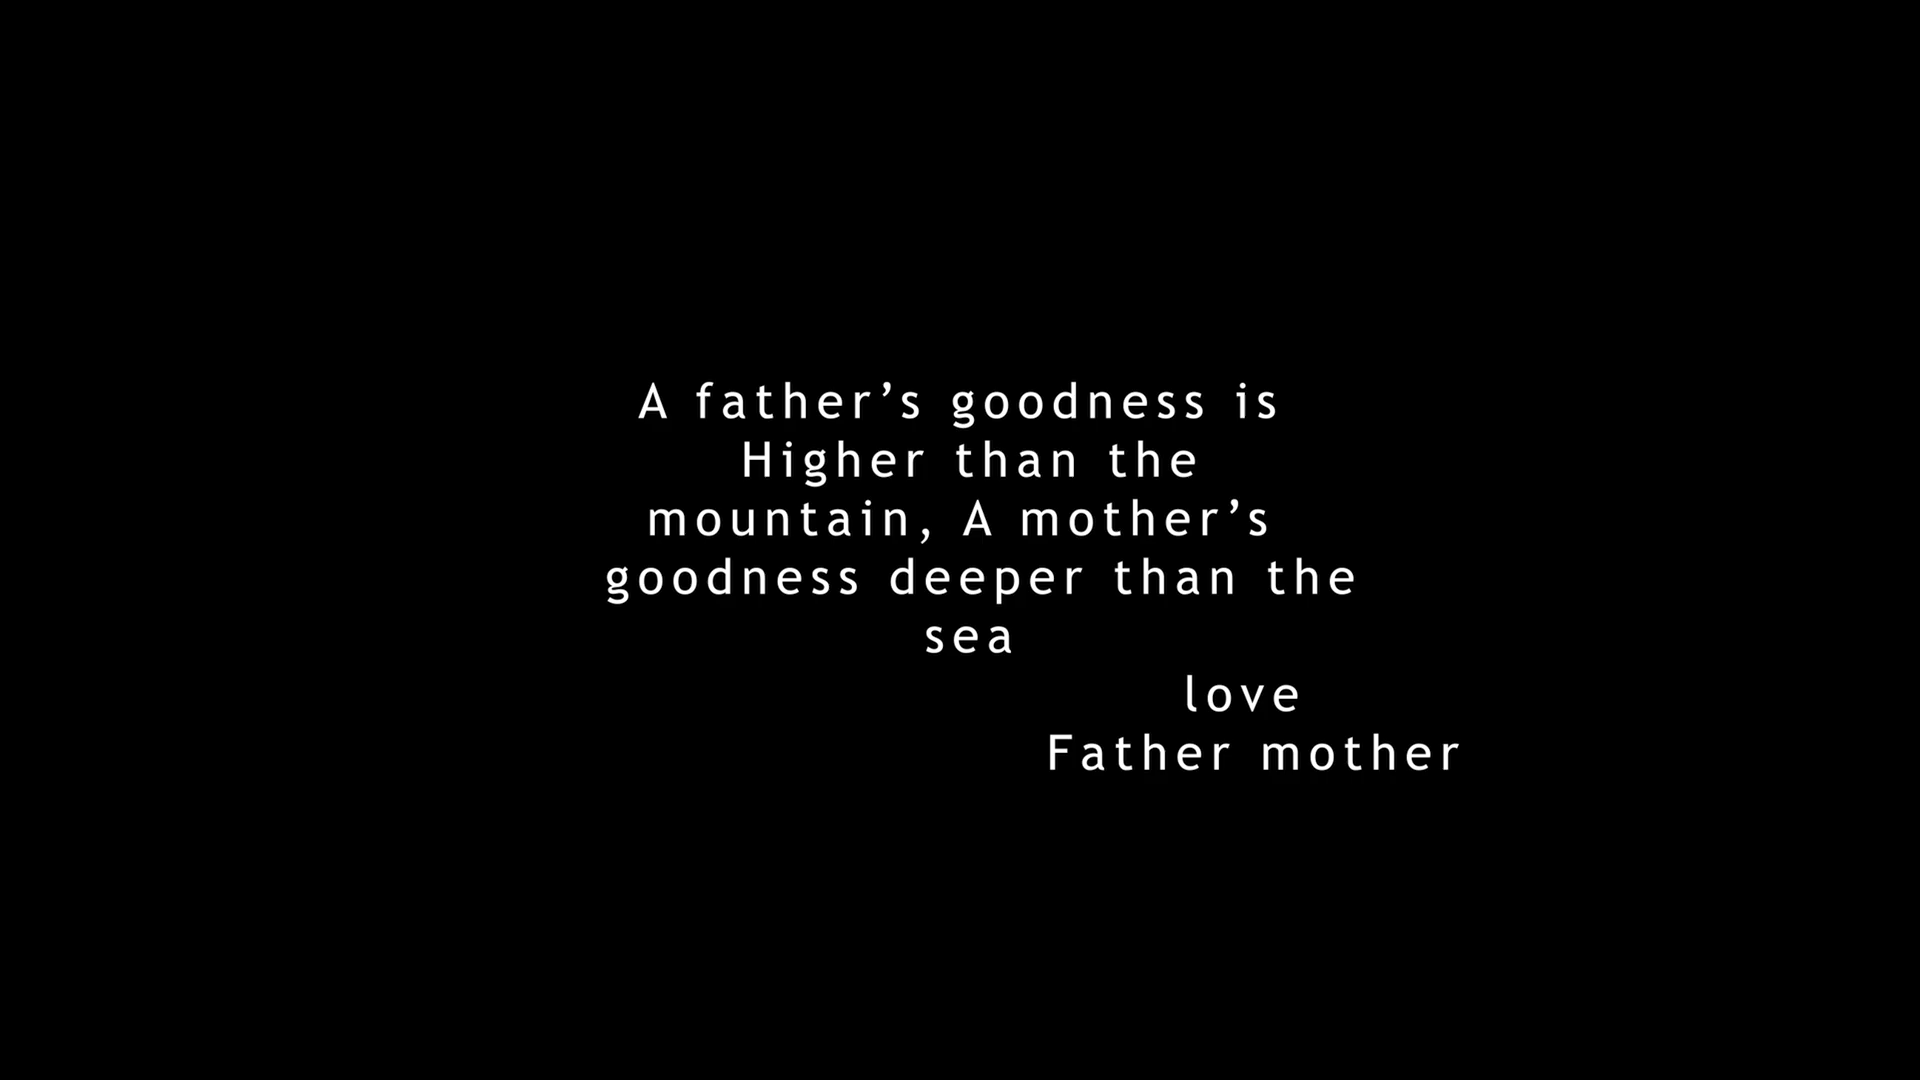 A father’s goodness is
Higher than the
mountain, A mother’s
goodness deeper than the
sea
love
Father mother